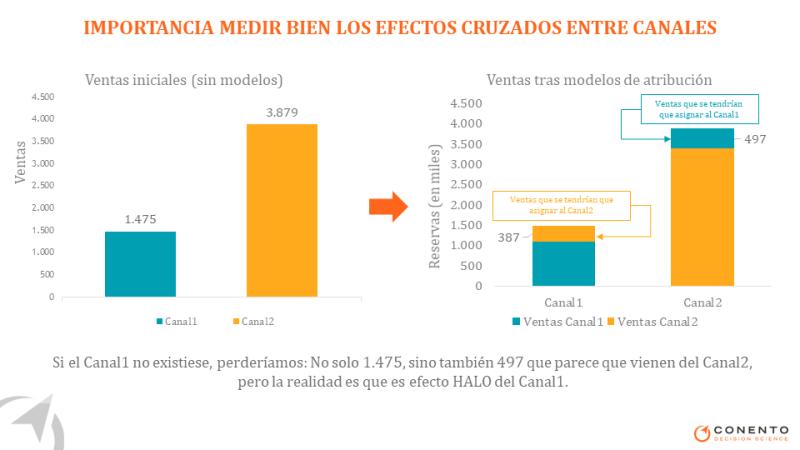 IMPORTANCIA MEDIR BIEN LOS EFECTOS CRUZADOS ENTRE CANALES
Ventas iniciales (sin modelos)
Ventas
4.500
4.000
3.500
3.000
2.500
2.000
1.500
1.000
500
0
1.475
3.879
Canal1
Canal2
Ventas tras modelos de atribución
Reservas (en miles)
4.500
4.000
3.500
3.000
2.500
2.000
1.500
1.000
500
0
Ventas que se tendrían
que asignar al Canal1
497
Ventas que se tendrían que
asignar al Canal2
387
Canal1
Canal2
Ventas Canal1
Ventas Canal2
Si el Canal1 no existiese, perderíamos: No solo 1.475, sino también 497 que parece que vienen del Canal2,
pero la realidad es que es efecto HALO del Canal1.
CONENTO
DECISION SCIENCE